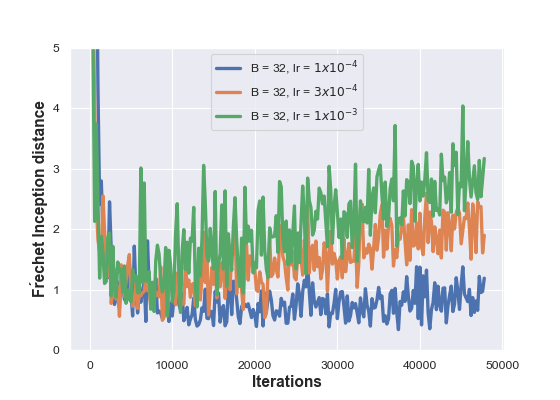 B = 32, lr = 1x10⁻⁴
B = 32, lr = 3x10⁻⁴
B = 32, lr = 1x10⁻³
Frechet Inception distance
5
4
3
2
1
0
0 10000 20000 30000 40000 50000
Iterations